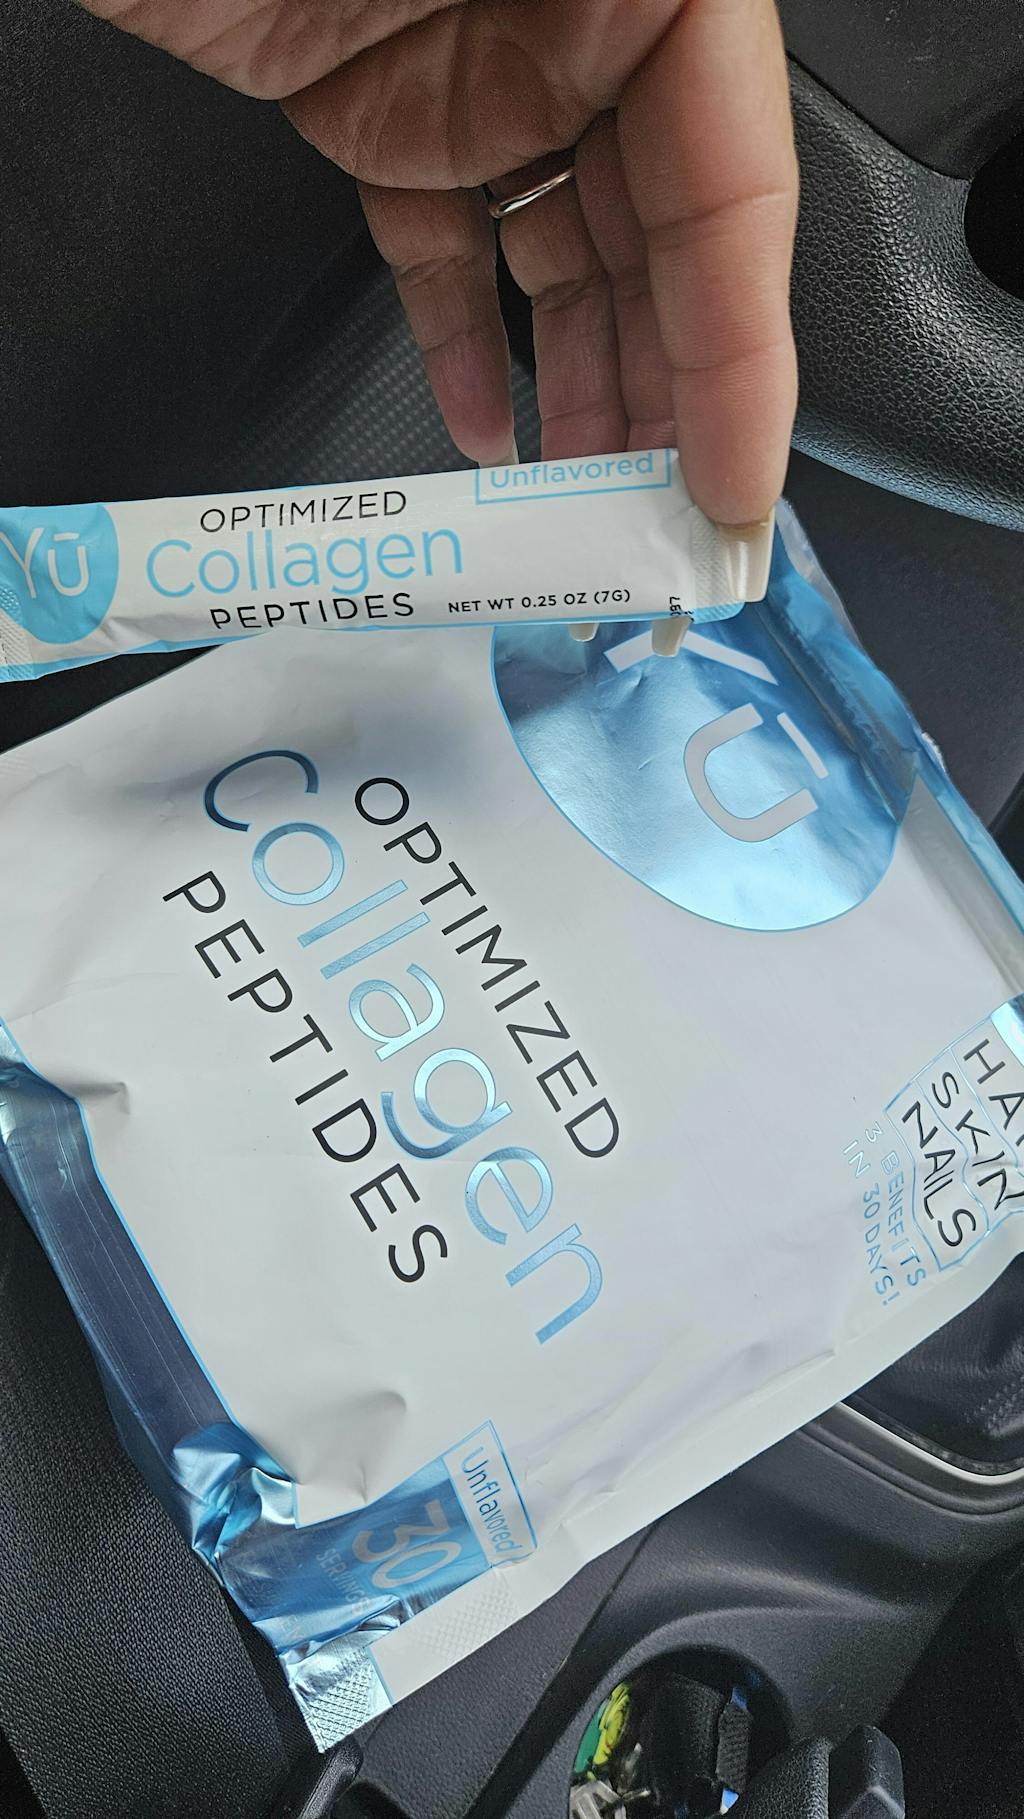 Yū
OPTIMIZED
Collagen
PEPTIDES
Unflavored
NET WT 0.25 OZ (7G)
YŪ
OPTIMIZED
Collagen
PEPTIDES
SKIN
NAILS
3 BENEFITS
IN 30 DAYS!
Unflavored
30
SERVINGS